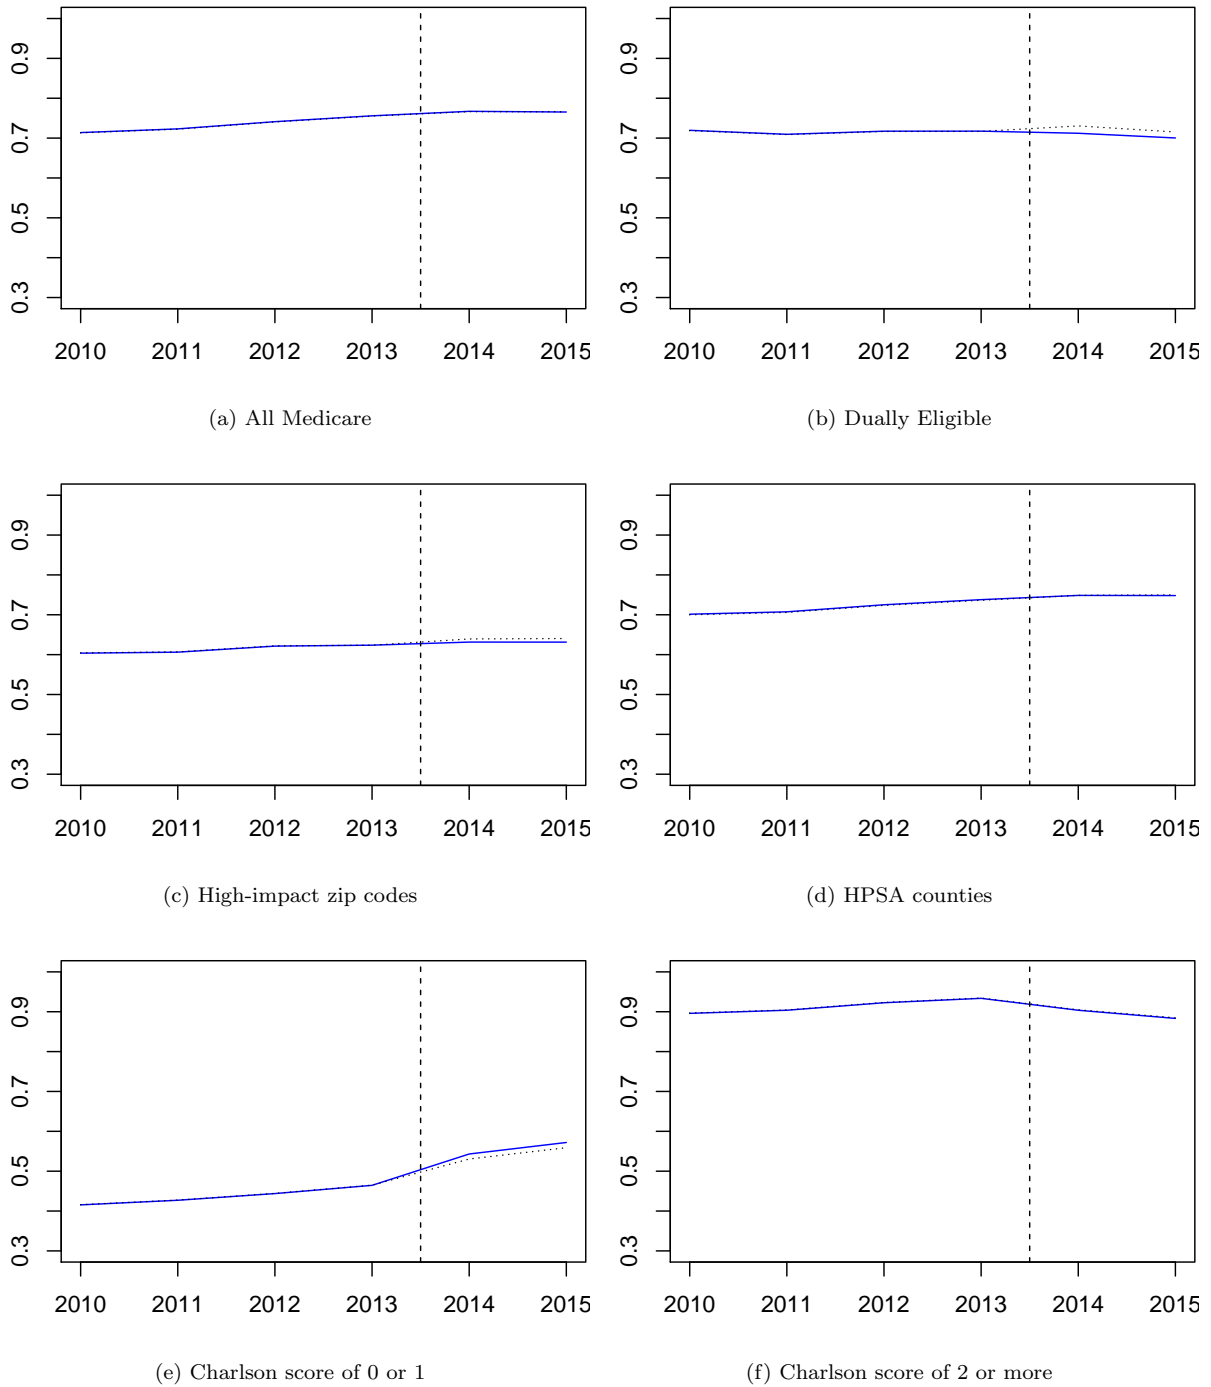 0.9
0.7
0.5
0.3
2010 2011 2012 2013 2014 2015
(a) All Medicare
0.9
0.7
0.5
0.3
2010 2011 2012 2013 2014 2015
(b) Dually Eligible
0.9
0.7
0.5
0.3
2010 2011 2012 2013 2014 2015
(c) High-impact zip codes
0.9
0.7
0.5
0.3
2010 2011 2012 2013 2014 2015
(d) HPSA counties
0.9
0.7
0.5
0.3
2010 2011 2012 2013 2014 2015
(e) Charlson score of 0 or 1
0.9
0.7
0.5
0.3
2010 2011 2012 2013 2014 2015
(f) Charlson score of 2 or more